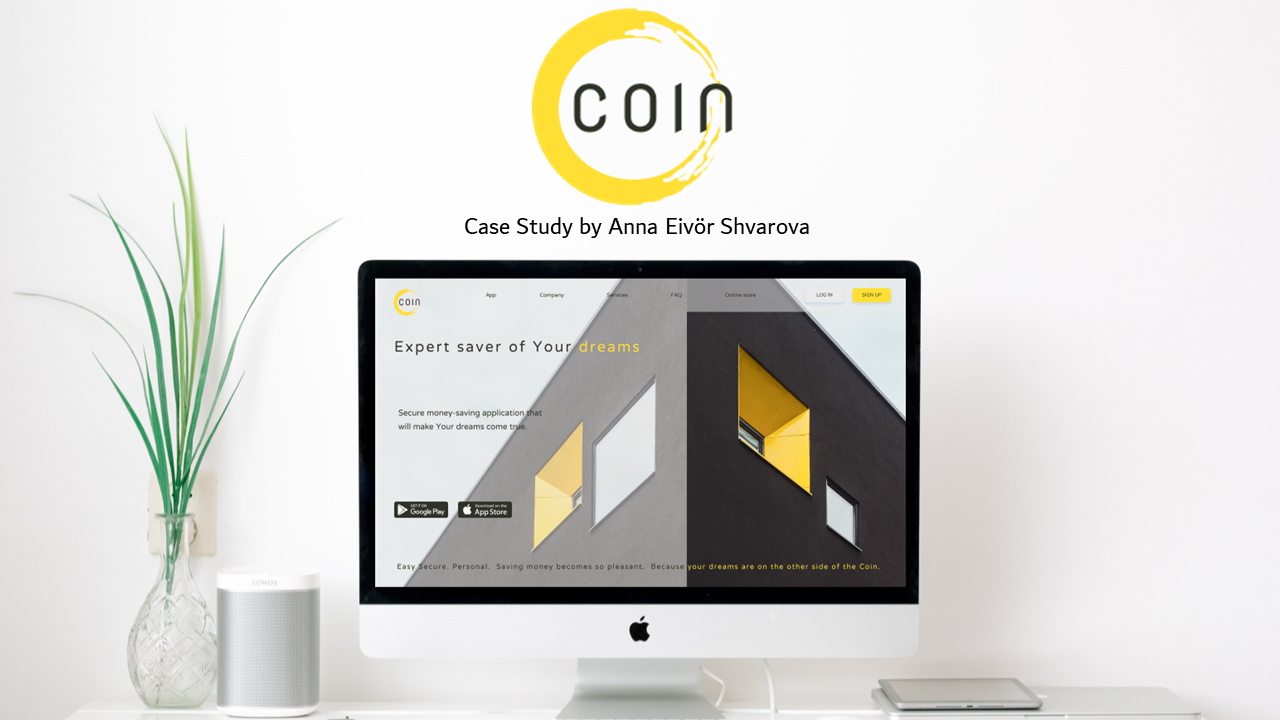 COIN
Case Study by Anna Eivör Shvarova
COIN
App Company Services FAQ Online store LOG IN SIGN UP
Expert saver of Your dreams
Secure money-saving application that
will make Your dreams come true.
GET IT ON
Google Play
Download on the
App Store
Easy Secure. Personal. Saving money becomes so pleasant. Because your dreams are on the other side of the Coin.
SONOS